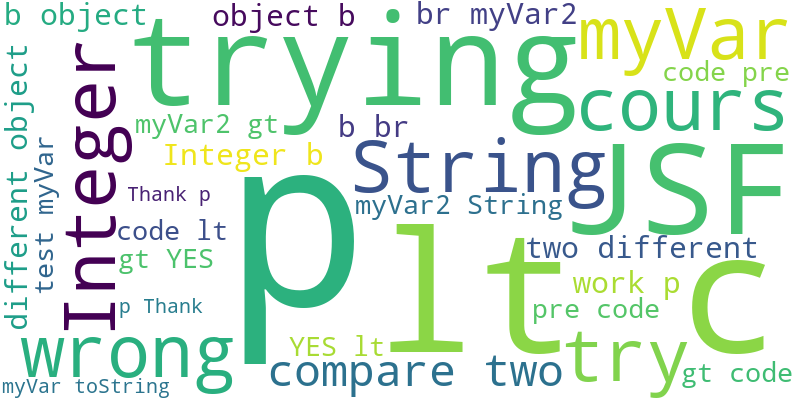 b object
object b
br myVar2
trying
myVar
code pre
cours
Integer
different object
test myVar
myVar2 gt
b br
Integer b
String
JSF
p
lt
c
Thank p
myVar2 String
code lt
two different
gt YES
work p
p Thank
pre code
wrong
YES lt
compare two
try
gt code
myVar toString